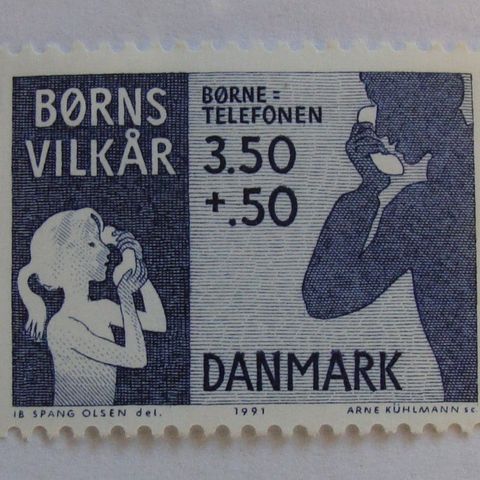 BØRNS
VILKÅR
BØRNE=
TELEFONEN
3.50
+.50
DANMARK
IB SPANG OLSEN del.
1991
ARNE KÜHLMANN sc.